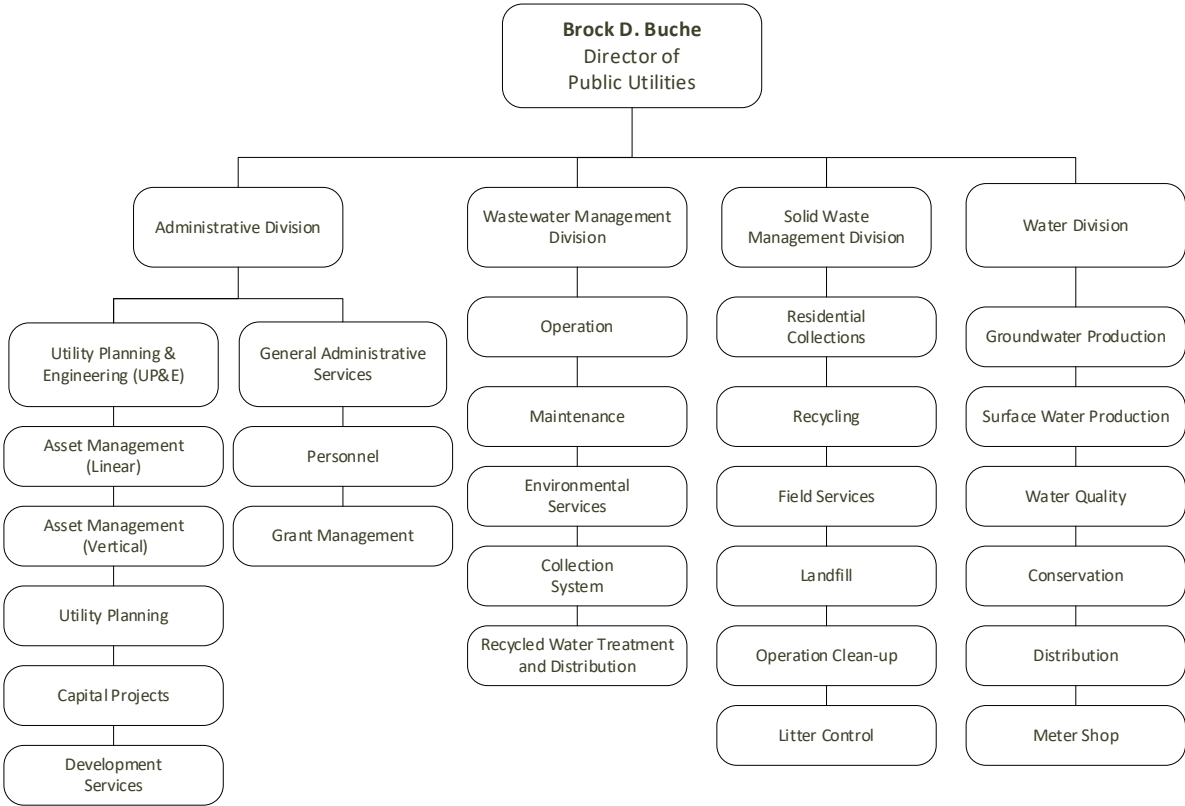 Brock D. Buche
Director of
Public Utilities
Administrative Division
Wastewater Management
Division
Solid Waste
Management Division
Water Division
Utility Planning &
Engineering (UP&E)
Asset Management
(Linear)
Asset Management
(Vertical)
Utility Planning
Capital Projects
Development
Services
General Administrative
Services
Personnel
Grant Management
Operation
Maintenance
Environmental
Services
Collection
System
Recycled Water Treatment
and Distribution
Residential
Collections
Recycling
Field Services
Landfill
Operation Clean-up
Litter Control
Groundwater Production
Surface Water Production
Water Quality
Conservation
Distribution
Meter Shop